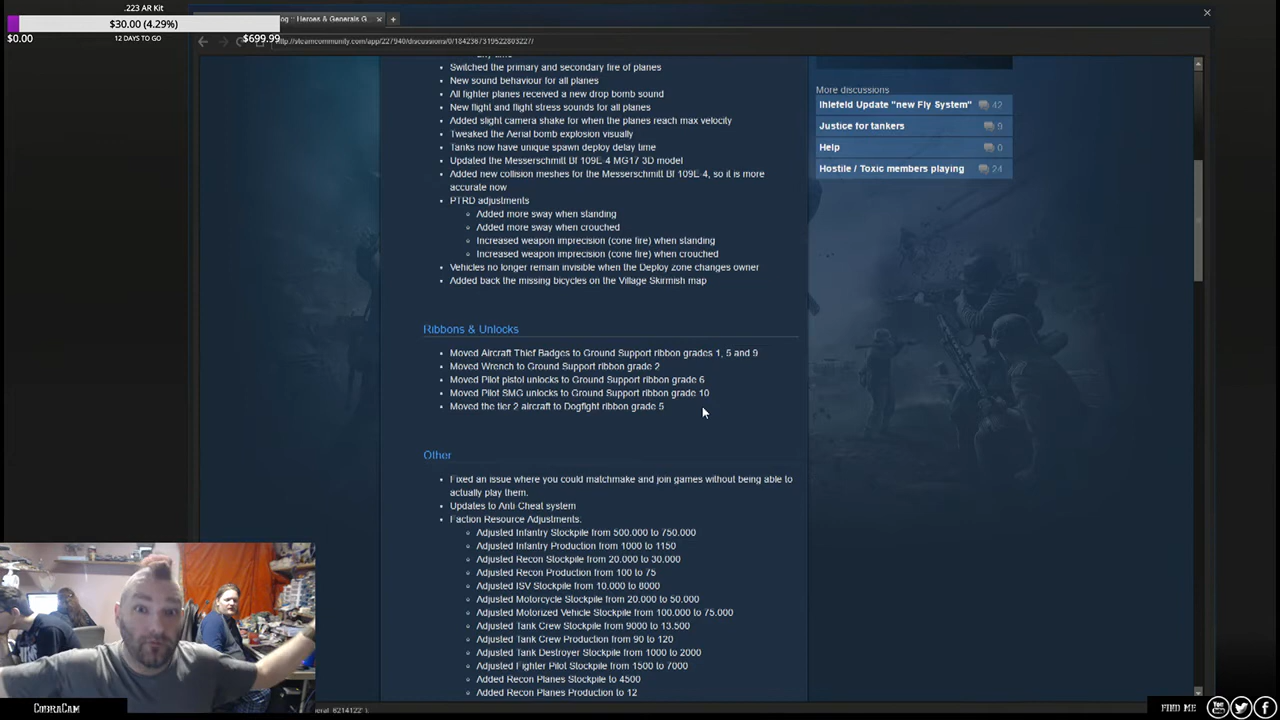 .223 AR Kit
$30.00 (4.29%)
$0.00
12 DAYS TO GO
$699.99
:: Heroes & Generals G...
steamcommunity.com/app/227940/discussions/0/1842367319522803227/
Switched the primary and secondary fire of planes
New sound behaviour for all planes
All fighter planes received a new drop bomb sound
New flight and flight stress sounds for all planes
Added slight camera shake for when the planes reach max velocity
Tweaked the Aerial bomb explosion visually
Tanks now have unique spawn deploy delay time
Updated the Messerschmitt Bf 109E-4 MG17 3D model
Added new collision meshes for the Messerschmitt Bf 109E-4, so it is more
accurate now
PTRD adjustments
Added more sway when standing
Added more sway when crouched
Increased weapon imprecision (cone fire) when standing
Increased weapon imprecision (cone fire) when crouched
Vehicles no longer remain invisible when the Deploy Zone changes owner
Added back the missing bicycles on the Village Skirmish map
Ribbons & Unlocks
Moved Aircraft Thief Badges to Ground Support ribbon grades 1, 5 and 9
Moved Wrench to Ground Support ribbon grade 2
Moved Pilot pistol unlocks to Ground Support ribbon grade 6
Moved Pilot SMG unlocks to Ground Support ribbon grade 10
Moved the tier 2 aircraft to Dogfight ribbon grade 5
Other
Fixed an issue where you could matchmake and join games without being able to
actually play them.
Updates to Anti Cheat system
Faction Resource Adjustments:
Adjusted Infantry Stockpile from 500.000 to 750.000
Adjusted Infantry Production from 1000 to 1150
Adjusted Recon Stockpile from 20.000 to 30.000
Adjusted Recon Production from 100 to 75
Adjusted ISV Stockpile from 10.000 to 8000
Adjusted Motorcycle Stockpile from 20.000 to 50.000
Adjusted Motorized Vehicle Stockpile from 100.000 to 75.000
Adjusted Tank Crew Stockpile from 9000 to 13.500
Adjusted Tank Crew Production from 90 to 120
Adjusted Tank Destroyer Stockpile from 1000 to 2000
Adjusted Fighter Pilot Stockpile from 1500 to 7000
Added Recon Planes Stockpile to 4500
Added Recon Planes Production to 12
More discussions
Ihlefeld Update "new Fly System" 42
Justice for tankers 9
Help 0
Hostile / Toxic members playing 24
CobraCam
FIND ME
You Tube